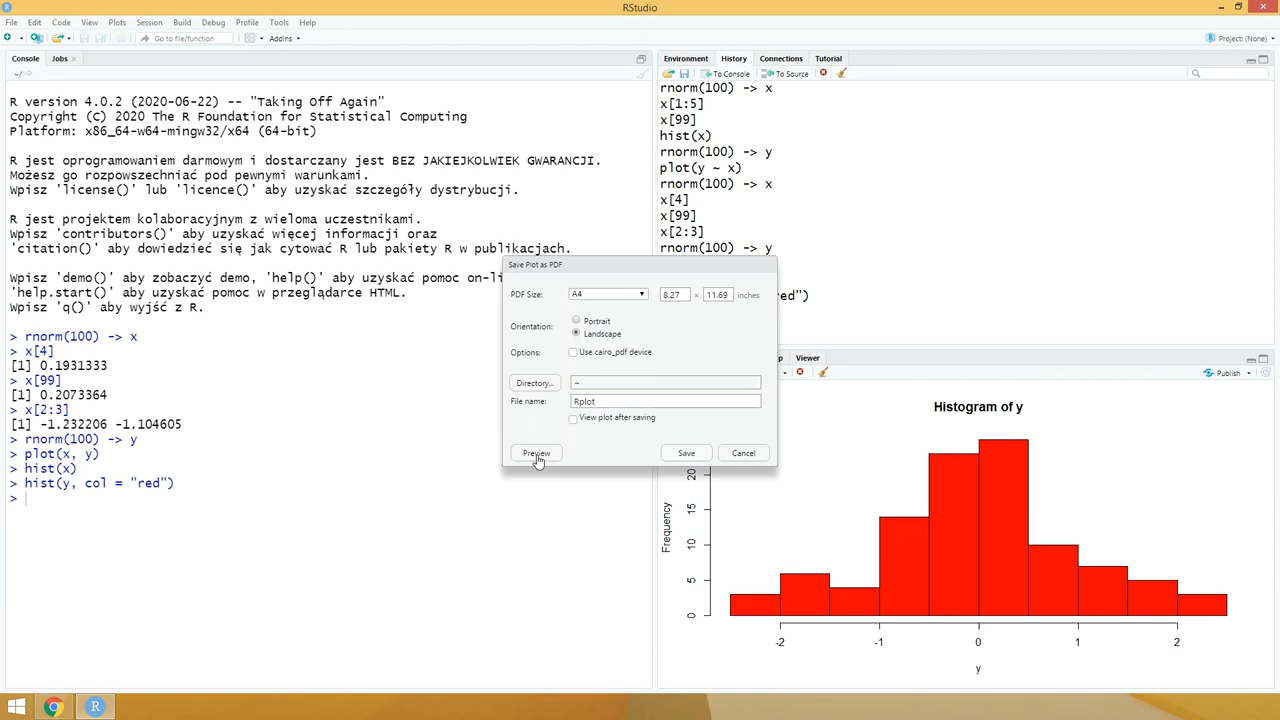 RStudio
File Edit Code View Plots Session Build Debug Profile Tools Help
Go to file/function Addins Project: (None)
Console Jobs
~/
R version 4.0.2 (2020-06-22) -- "Taking Off Again"
Copyright (C) 2020 The R Foundation for Statistical Computing
Platform: x86_64-w64-mingw32/x64 (64-bit)
R jest oprogramowaniem darmowym i dostarczany jest BEZ JAKIEJKOLWIEK GWARANCJI.
Możesz go rozpowszechniać pod pewnymi warunkami.
Wpisz 'license()' lub 'licence()' aby uzyskać szczegóły dystrybucji.
R jest projektem kolaboracyjnym z wieloma uczestnikami.
Wpisz 'contributors()' aby uzyskać więcej informacji oraz
'citation()' aby dowiedzieć się jak cytować R lub pakiety R w publikacjach.
Wpisz 'demo()' aby zobaczyć demo, 'help()' aby uzyskać pomoc on-li
'help.start()' aby uzyskać pomoc w przeglądarce HTML.
Wpisz 'q()' aby wyjść z R.
> rnorm(100) -> x
> x[4]
[1] 0.1931333
> x[99]
[1] 0.2073364
> x[2:3]
[1] -1.232206 -1.104605
> rnorm(100) -> y
> plot(x, y)
> hist(x)
> hist(y, col = "red")
>
Environment History Connections Tutorial
To Console To Source
rnorm(100) -> x
x[1:5]
x[99]
hist(x)
rnorm(100) -> y
plot(y ~ x)
rnorm(100) -> x
x[4]
x[99]
x[2:3]
rnorm(100) -> y
ed")
Save Plot as PDF
PDF Size: A4 8.27 x 11.69 inches
Orientation: Portrait
Landscape
Options: Use cairo_pdf device
Directory... ~
File name: Rplot
View plot after saving
Preview Save Cancel
p Viewer
Publish
Histogram of y
Frequency
20
15
10
5
0
-2 -1 0 1 2
y